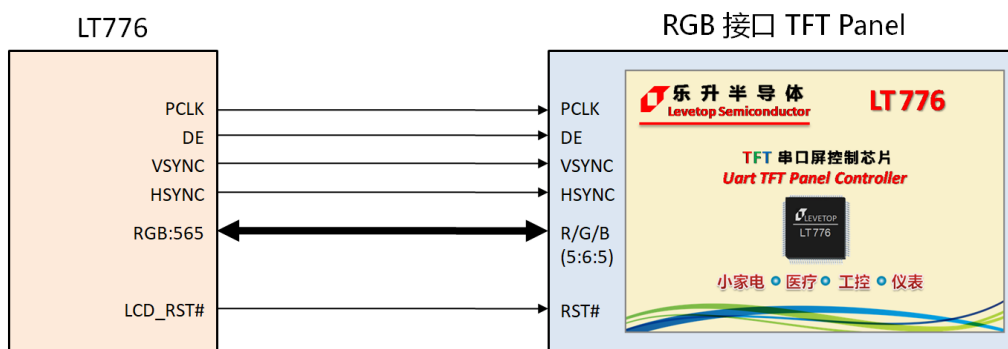 LT776
RGB 接口 TFT Panel
PCLK
DE
VSYNC
HSYNC
RGB:565
LCD_RST#
PCLK
DE
VSYNC
HSYNC
R/G/B
(5:6:5)
RST#
乐升半导体
Levetop Semiconductor
LT776
TFT 串口屏控制芯片
Uart TFT Panel Controller
LEVETOP
LT776
小家电 医疗 工控 仪表